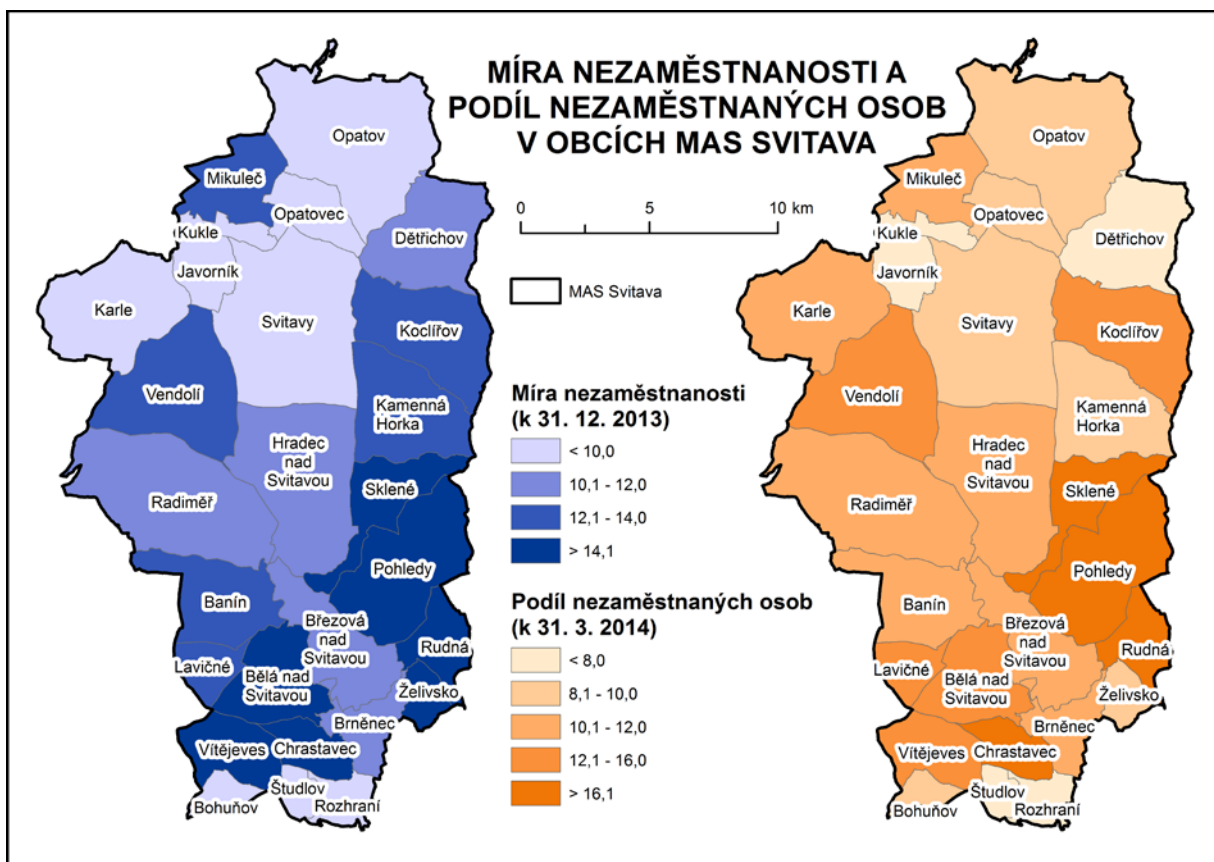 MÍRA NEZAMĚSTNANOSTI A
PODÍL NEZAMĚSTNANÝCH OSOB
V OBCÍCH MAS SVITAVA
0 5 10 km
MAS Svitava
Míra nezaměstnanosti
(k 31. 12. 2013)
< 10,0
10,1 - 12,0
12,1 - 14,0
> 14,1
Podíl nezaměstnaných osob
(k 31. 3. 2014)
< 8,0
8,1 - 10,0
10,1 - 12,0
12,1 - 16,0
> 16,1
Opatov
Mikuleč
Opatovec
Kukle
Dětřichov
Javorník
Karle
Svitavy
Koclířov
Vendolí
Kamenná
Horka
Hradec
nad
Svitavou
Sklené
Radiměř
Pohledy
Banín
Březová
nad
Svitavou
Rudná
Lavičné
Bělá nad
Svitavou
Želivsko
Brněnec
Vítějeves
Chrastavec
Študlov
Bohuňov
Rozhraní
Opatov
Mikuleč
Opatovec
Kukle
Dětřichov
Javorník
Karle
Svitavy
Koclířov
Vendolí
Kamenná
Horka
Hradec
nad
Svitavou
Sklené
Radiměř
Pohledy
Banín
Březová
nad
Svitavou
Rudná
Lavičné
Bělá nad
Svitavou
Želivsko
Brněnec
Vítějeves
Chrastavec
Študlov
Bohuňov
Rozhraní